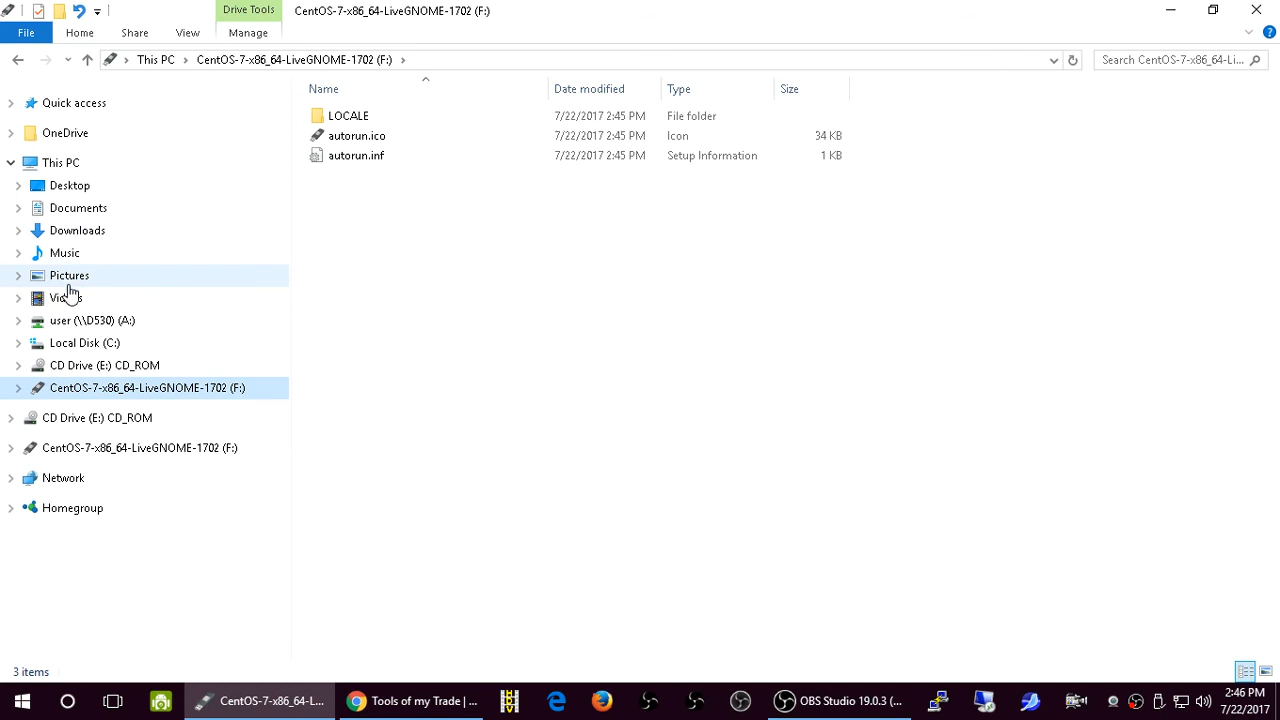 Drive Tools
CentOS-7-x86_64-LiveGNOME-1702 (F:)
File
Home
Share
View
Manage
This PC
CentOS-7-x86_64-LiveGNOME-1702 (F:)
Search CentOS-7-x86_64-Li...
Name
Date modified
Type
Size
LOCALE
7/22/2017 2:45 PM
File folder
autorun.ico
7/22/2017 2:45 PM
Icon
34 KB
autorun.inf
7/22/2017 2:45 PM
Setup Information
1 KB
Quick access
OneDrive
This PC
Desktop
Documents
Downloads
Music
Pictures
user (\\D530) (A:)
Local Disk (C:)
CD Drive (E:) CD_ROM
CentOS-7-x86_64-LiveGNOME-1702 (F:)
CD Drive (E:) CD_ROM
CentOS-7-x86_64-LiveGNOME-1702 (F:)
Network
Homegroup
3 items
CentOS-7-x86_64-L...
Tools of my Trade | ...
OBS Studio 19.0.3 (...
2:46 PM
7/22/2017